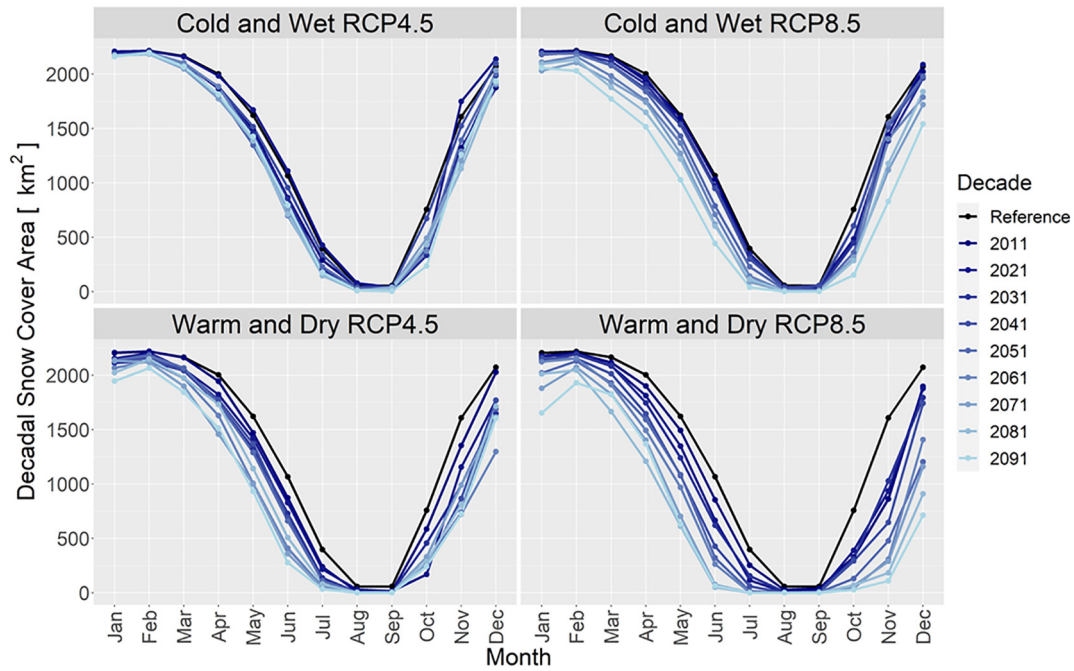 Cold and Wet RCP4.5
Cold and Wet RCP8.5
2000
1500
1000
500
0
Warm and Dry RCP4.5
Warm and Dry RCP8.5
2000
1500
1000
500
0
Decadal Snow Cover Area [ km²]
Jan Feb Mar Apr May Jun Jul Aug Sep Oct Nov Dec
Jan Feb Mar Apr May Jun Jul Aug Sep Oct Nov Dec
Month
Decade
Reference
2011
2021
2031
2041
2051
2061
2071
2081
2091